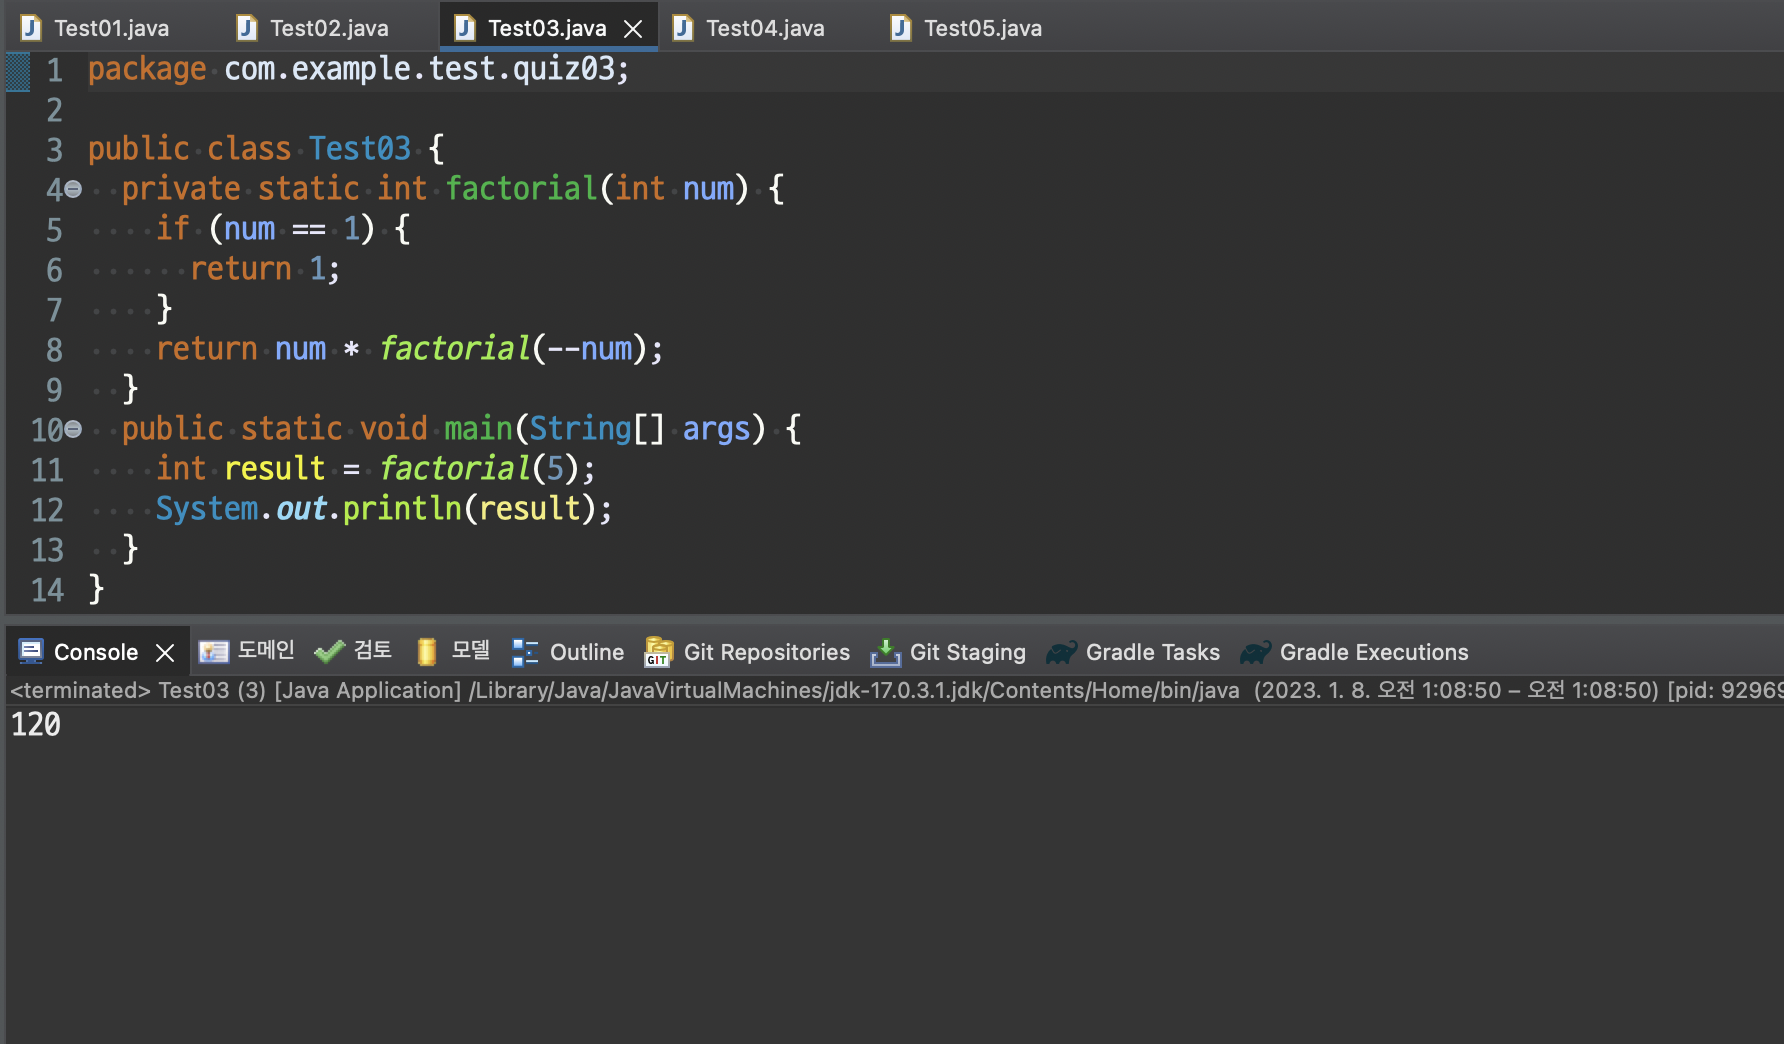 Test01.java Test02.java Test03.java Test04.java Test05.java
1 package com.example.test.quiz03;
2
3 public class Test03 {
4   private static int factorial(int num) {
5     if (num == 1) {
6       return 1;
7     }
8     return num * factorial(--num);
9   }
10   public static void main(String[] args) {
11     int result = factorial(5);
12     System.out.println(result);
13   }
14 }
Console 도메인 검토 모델 Outline GIT Git Repositories Git Staging Gradle Tasks Gradle Executions
<terminated> Test03 (3) [Java Application] /Library/Java/JavaVirtualMachines/jdk-17.0.3.1.jdk/Contents/Home/bin/java (2023. 1. 8. 오전 1:08:50 – 오전 1:08:50) [pid: 92969
120